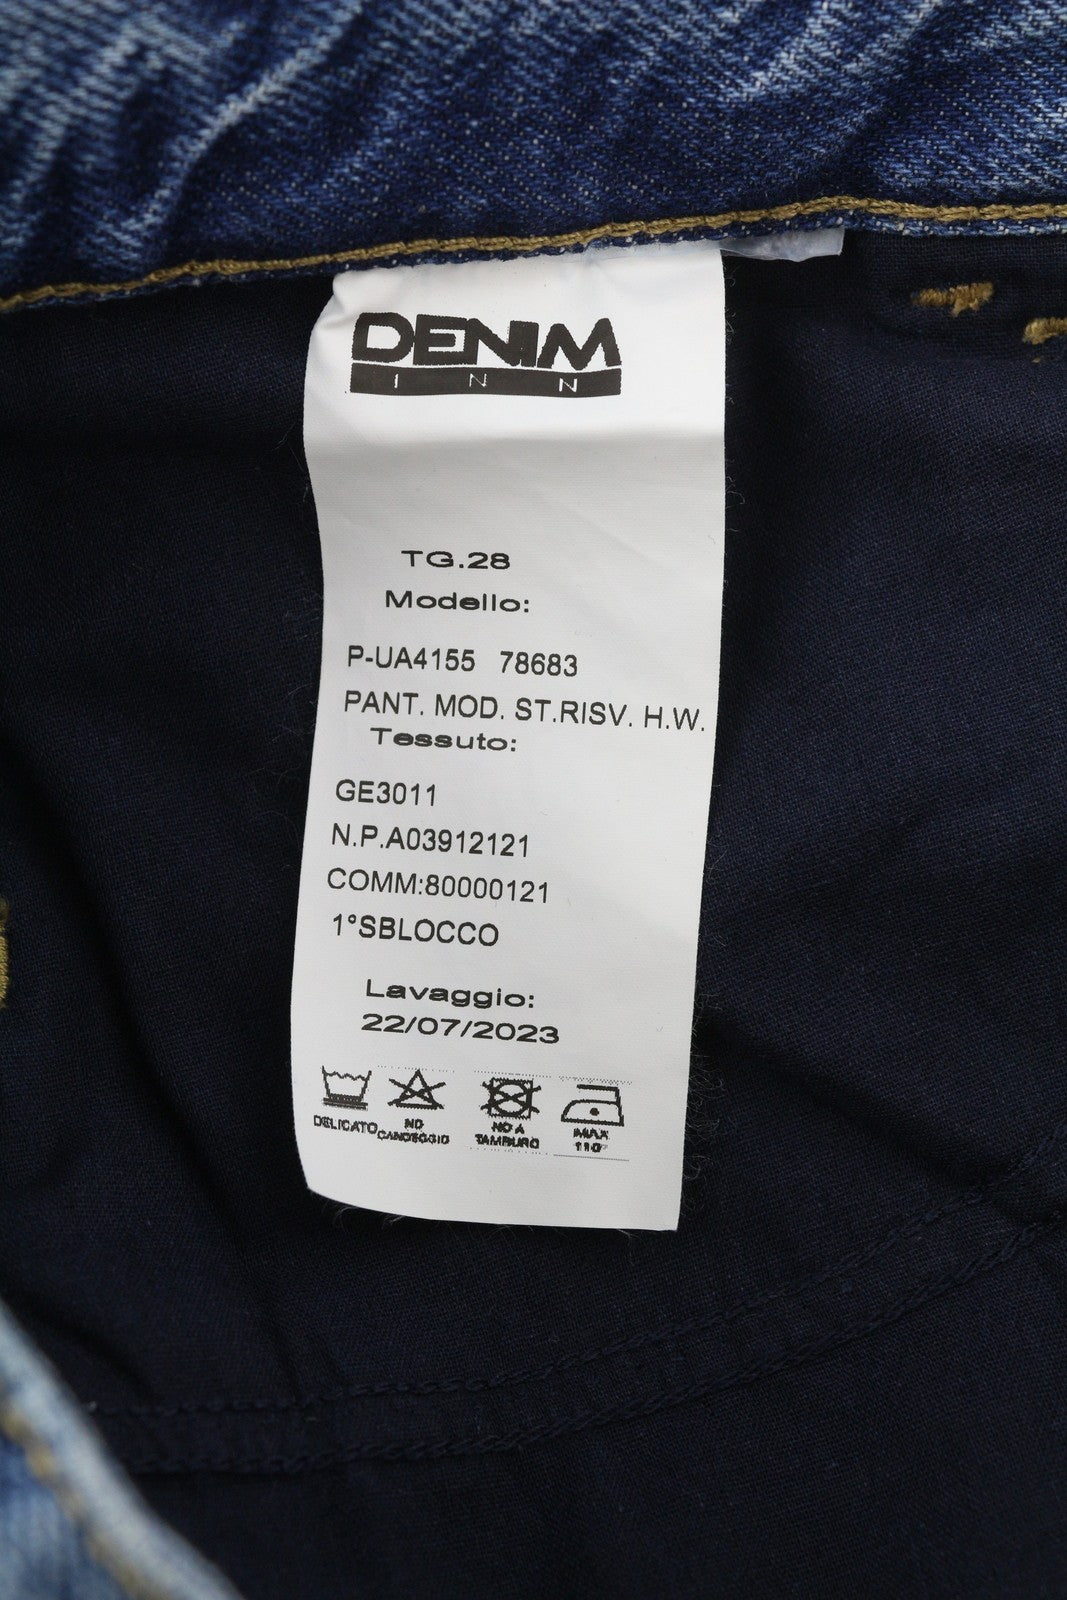 DENIM
INN
TG.28
Modello:
P-UA4155 78683
PANT. MOD. ST.RISV. H.W.
Tessuto:
GE3011
N.P.A03912121
COMM:80000121
1°SBLOCCO
Lavaggio:
22/07/2023
DELICATO NO CANDEGGIO NO A TAMBURO MAX 110°